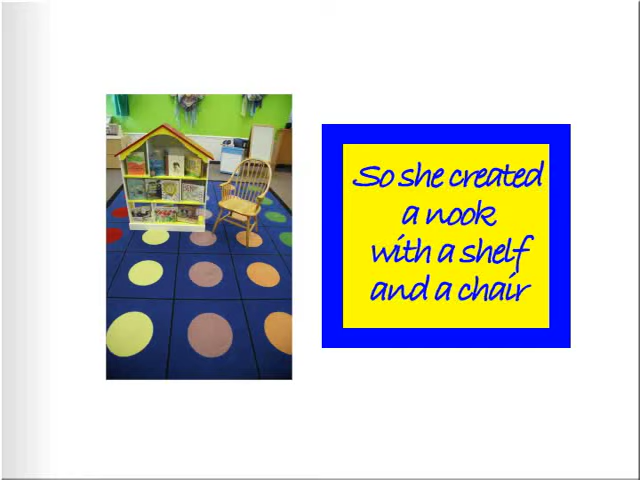 So she created
a nook
with a shelf
and a chair